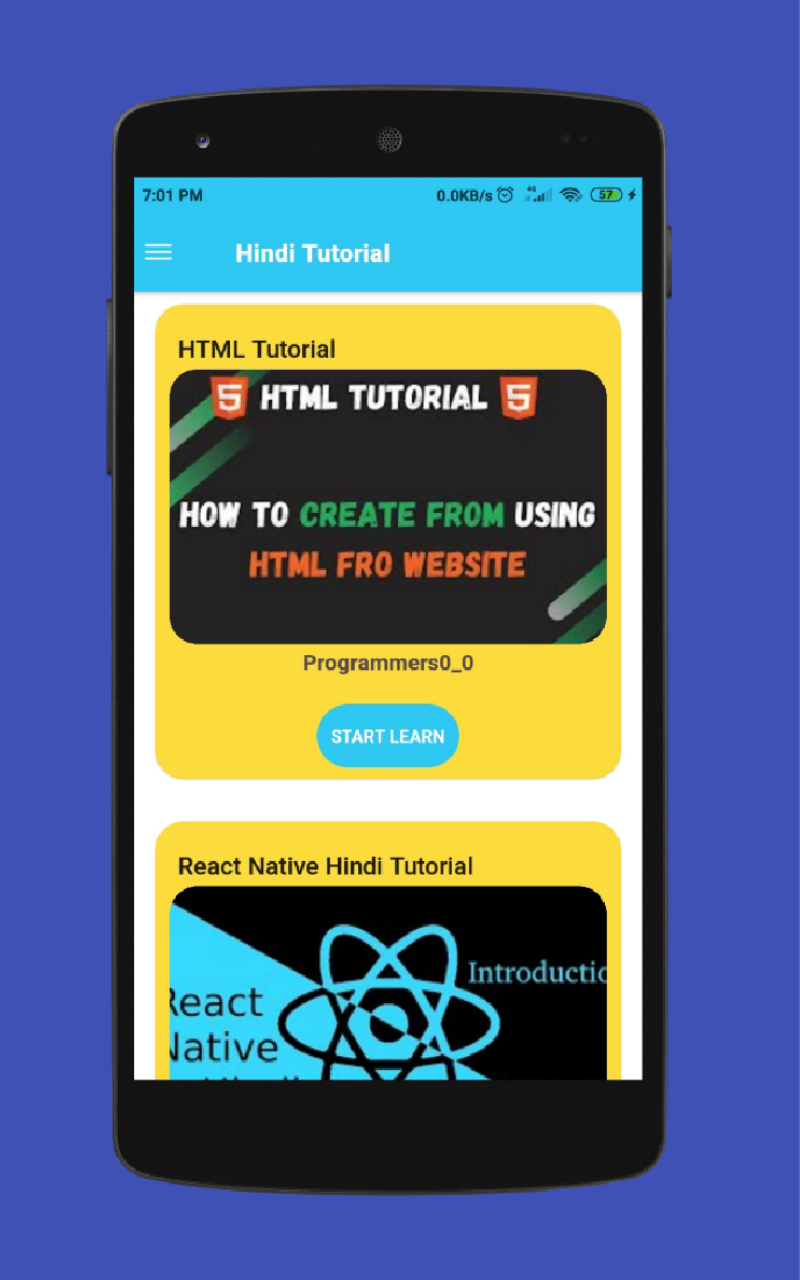 7:01 PM 0.0KB/s 4G 57
Hindi Tutorial
HTML Tutorial
5 HTML TUTORIAL 5
HOW TO CREATE FROM USING
HTML FRO WEBSITE
Programmers0_0
START LEARN
React Native Hindi Tutorial
Introductio
React
Native